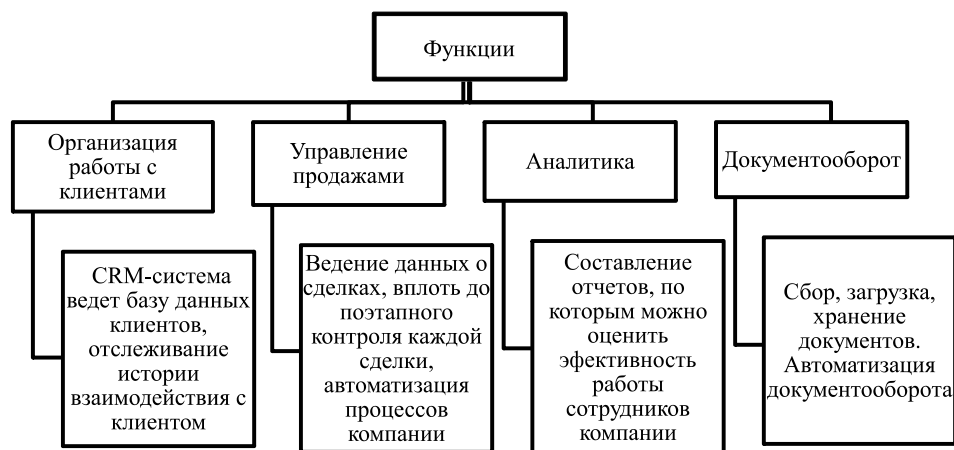 Функции
Организация
работы с
клиентами
Управление
продажами
Аналитика
Документооборот
CRM-система
ведет базу данных
клиентов,
отслеживание
истории
взаимодействия с
клиентом
Ведение данных о
сделках, вплоть до
поэтапного
контроля каждой
сделки,
автоматизация
процессов
компании
Составление
отчетов, по
которым можно
оценить
эфективность
работы
сотрудников
компании
Сбор, загрузка,
хранение
документов.
Автоматизация
документооборота